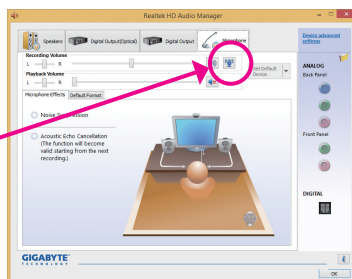 Realtek HD Audio Manager
Speakers
Digital Output(Optical)
Digital Output
Microphone
Device advanced
settings
Recording Volume
L
R
Set Default
Device
Playback Volume
L
R
ANALOG
Back Panel
Microphone Effects
Default Format
Noise Suppression
Acoustic Echo Cancellation
(The function will become
valid starting from the next
recording.)
Front Panel
DIGITAL
GIGABYTE
TECHNOLOGY
OK